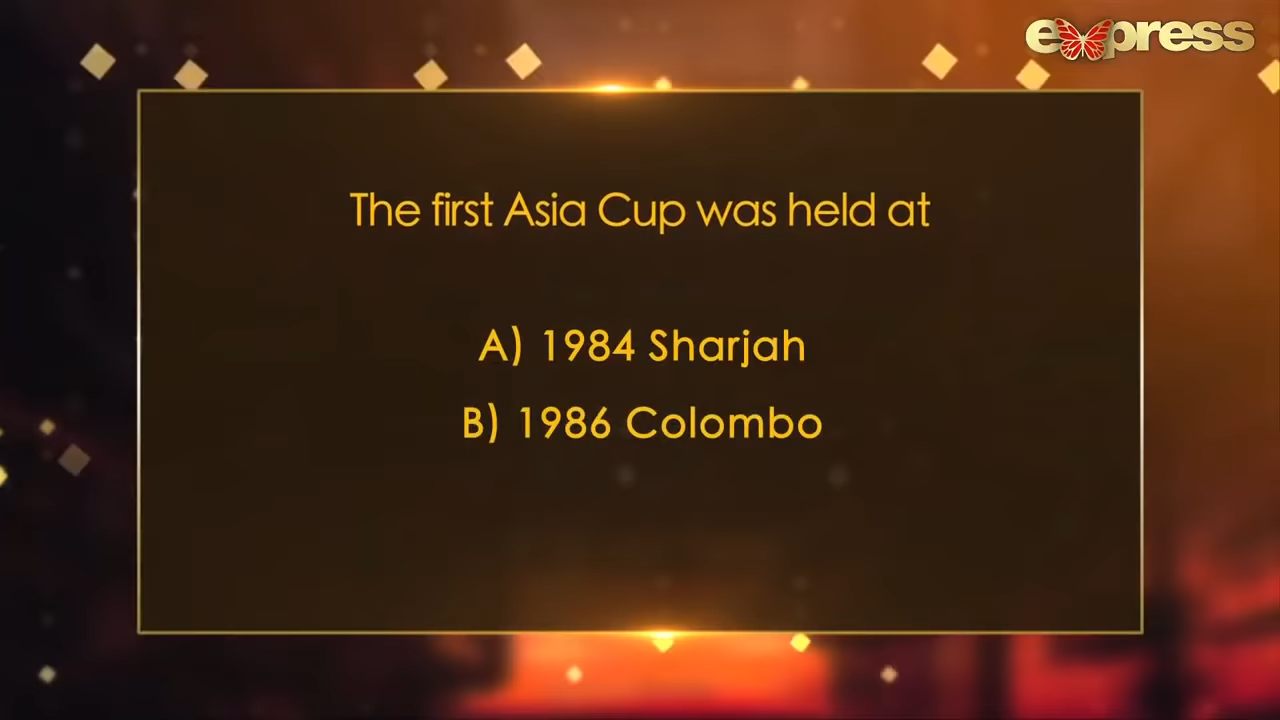 express
The first Asia Cup was held at
A) 1984 Sharjah
B) 1986 Colombo